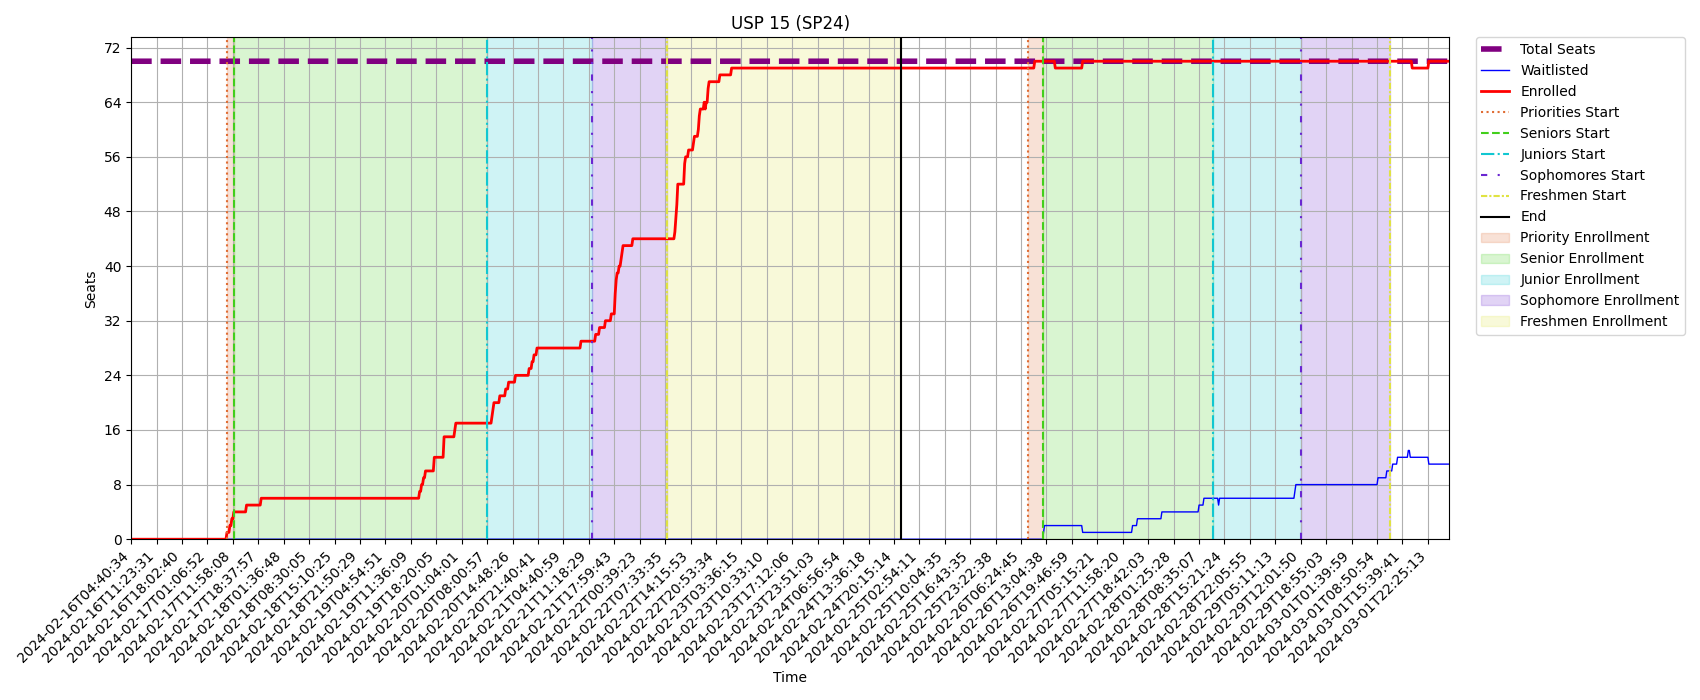 USP 15 (SP24)
72
64
56
48
40
32
24
16
8
0
Seats
2024-02-16T04:40:34
2024-02-16T11:23:31
2024-02-16T18:02:40
2024-02-17T01:06:52
2024-02-17T11:58:08
2024-02-17T18:37:57
2024-02-18T01:36:48
2024-02-18T08:30:05
2024-02-18T15:10:25
2024-02-18T21:50:29
2024-02-19T04:54:51
2024-02-19T11:36:09
2024-02-19T18:20:05
2024-02-20T01:04:01
2024-02-20T08:00:57
2024-02-20T14:48:26
2024-02-20T21:40:41
2024-02-21T04:40:59
2024-02-21T11:18:29
2024-02-21T17:59:43
2024-02-22T00:39:23
2024-02-22T07:33:35
2024-02-22T14:15:53
2024-02-22T20:53:34
2024-02-23T03:36:15
2024-02-23T10:33:10
2024-02-23T17:12:06
2024-02-23T23:51:03
2024-02-24T06:56:54
2024-02-24T13:36:18
2024-02-24T20:15:14
2024-02-25T02:54:11
2024-02-25T10:04:35
2024-02-25T16:43:35
2024-02-25T23:22:38
2024-02-26T06:24:45
2024-02-26T13:04:38
2024-02-26T19:46:59
2024-02-27T05:15:21
2024-02-27T11:58:20
2024-02-27T18:42:03
2024-02-28T01:25:28
2024-02-28T08:35:07
2024-02-28T15:21:24
2024-02-28T22:05:55
2024-02-29T05:11:13
2024-02-29T12:01:50
2024-02-29T18:55:03
2024-03-01T01:39:59
2024-03-01T08:50:54
2024-03-01T15:39:41
2024-03-01T22:25:13
Time
Total Seats
Waitlisted
Enrolled
Priorities Start
Seniors Start
Juniors Start
Sophomores Start
Freshmen Start
End
Priority Enrollment
Senior Enrollment
Junior Enrollment
Sophomore Enrollment
Freshmen Enrollment